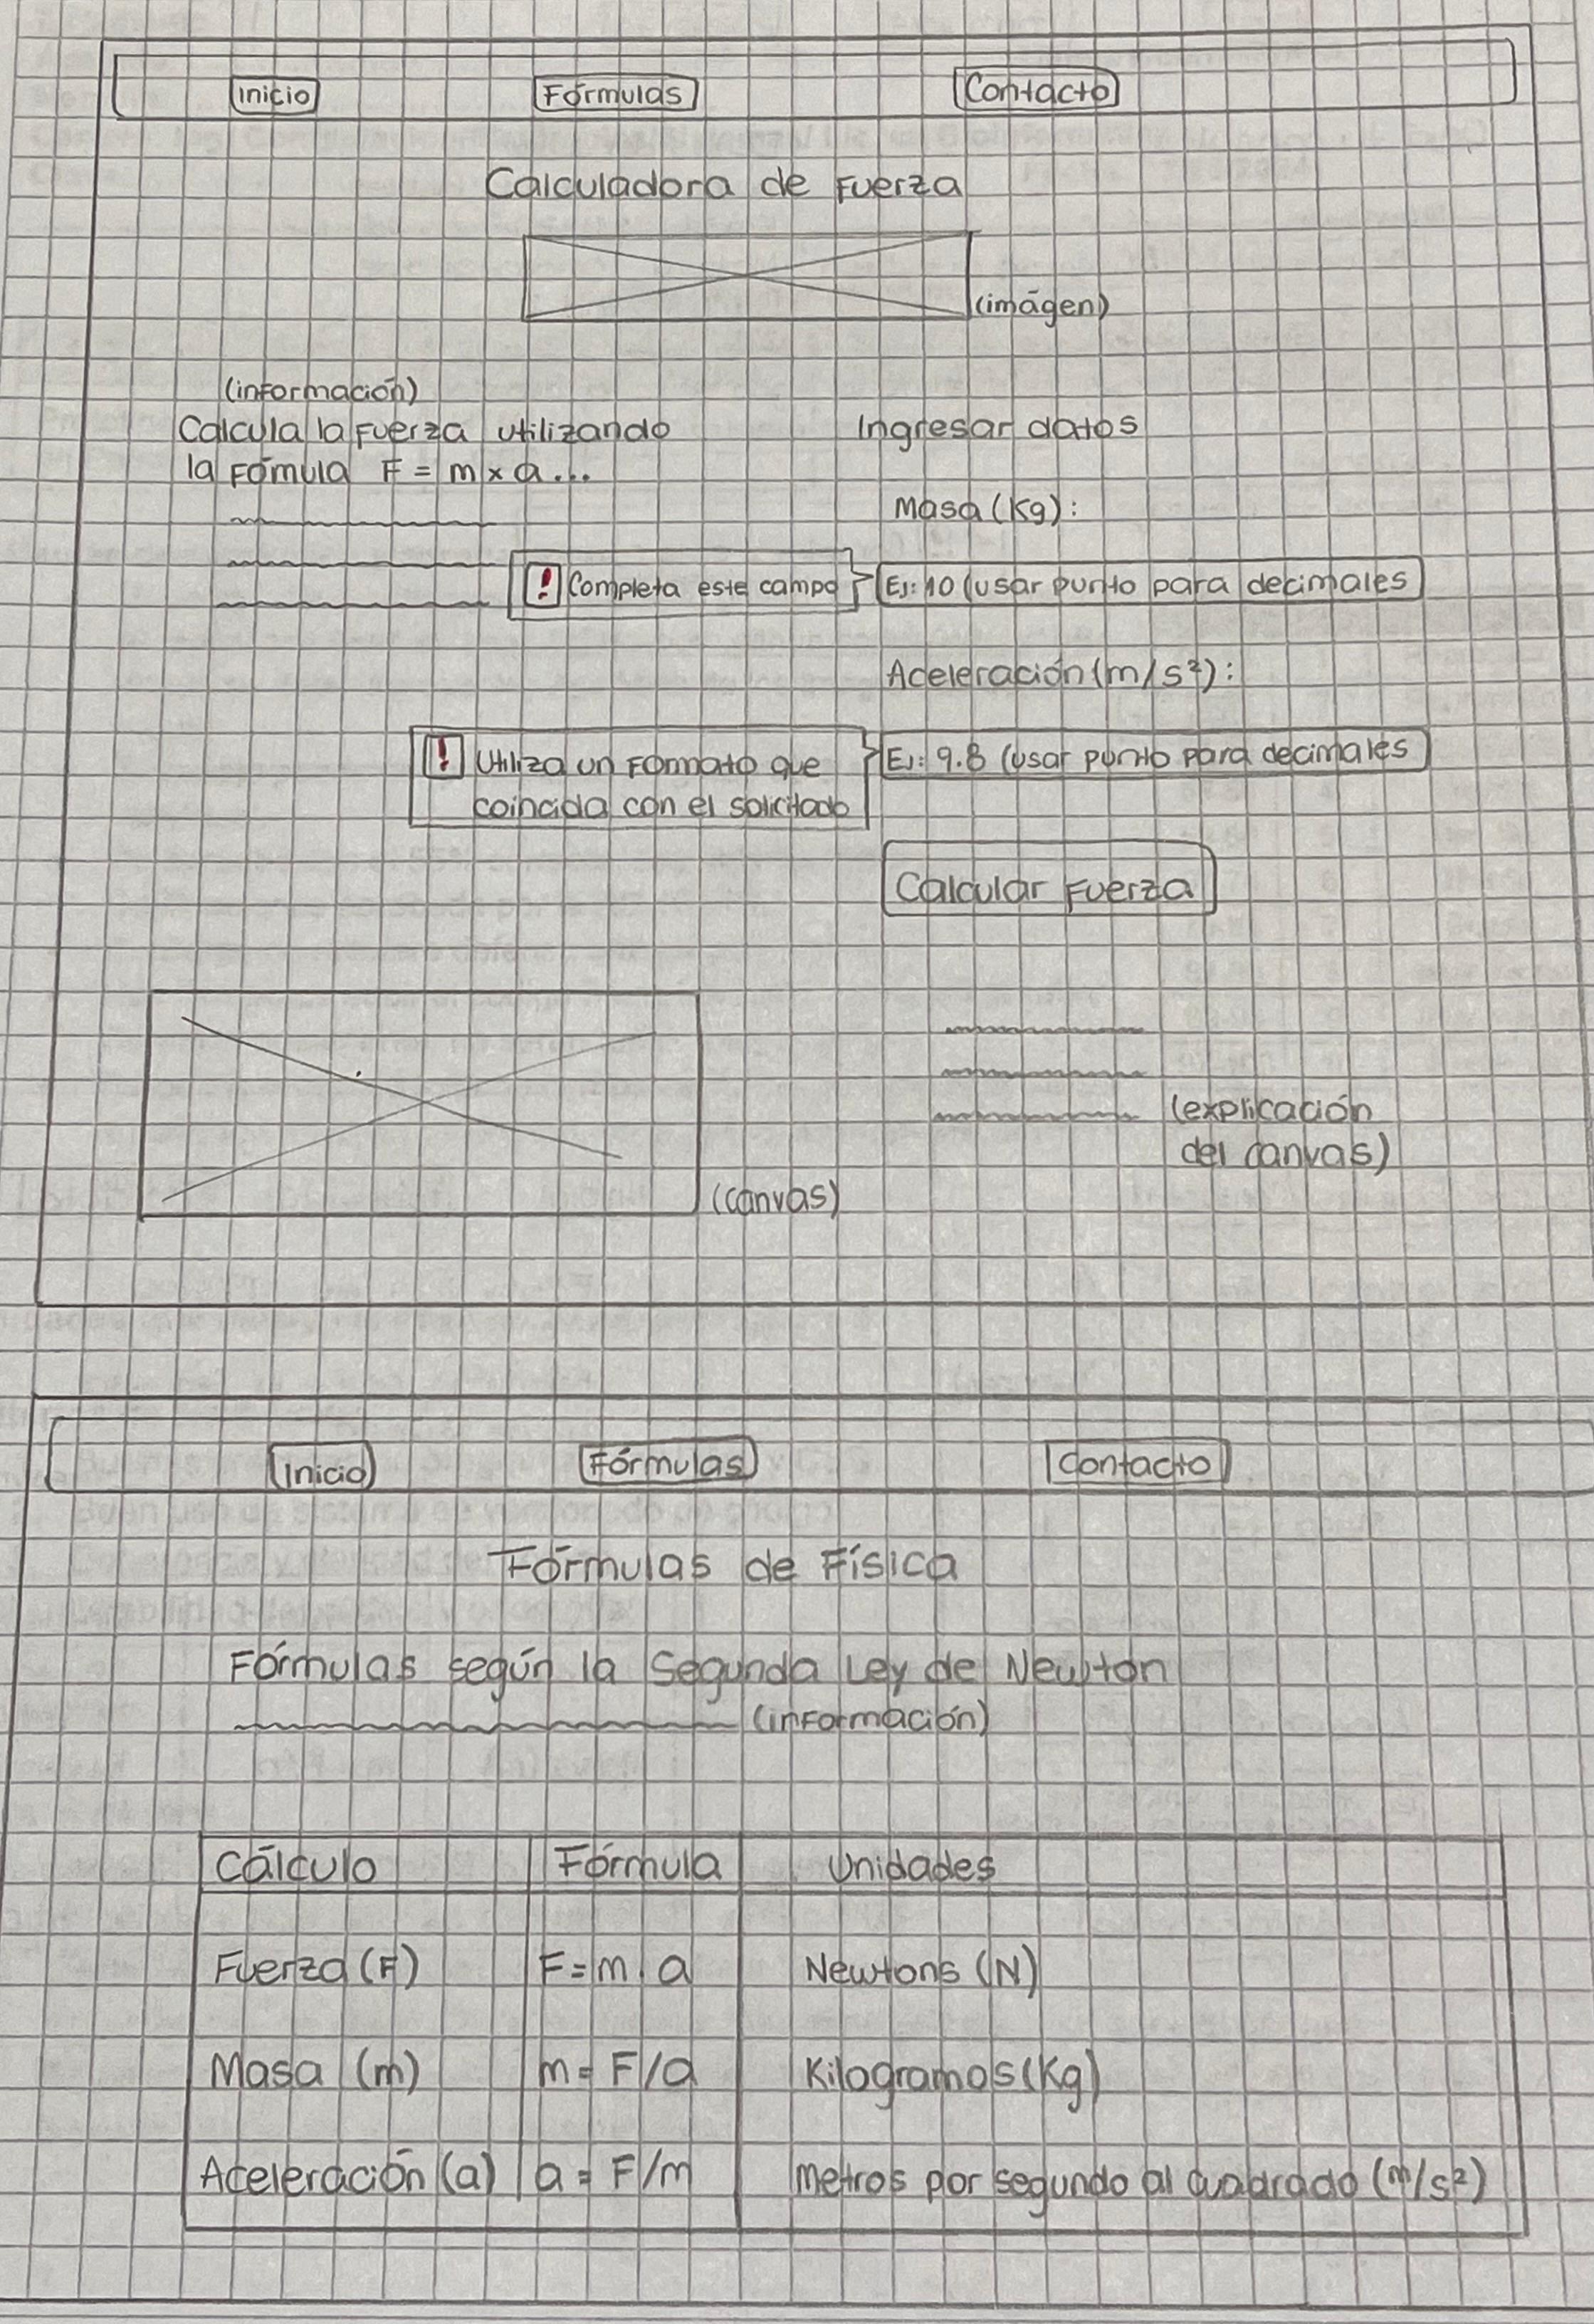 Inicio Fórmulas Contacto
Calculadora de Fuerza
(imágen)
(información)
Calcula la fuerza utilizando
la fómula F = m x a...
Ingresar datos
Masa (Kg):
! Completa este campo
Ej: 10 (usar punto para decimales
Aceleración (m/s²):
! Utiliza un formato que
coincida con el solicitado
Ej: 9.8 (usar punto para decimales
Calcular Fuerza
(explicación
del canvas)
(canvas)
Inicio Fórmulas Contacto
Fórmulas de Física
Fórmulas según la Segunda Ley de Newton
(información)
Cálculo Fórmula Unidades
Fuerza (F) F = m . a Newtons (N)
Masa (m) m = F/a Kilogramos (Kg)
Aceleración (a) a = F/m metros por segundo al cuadrado (m/s²)